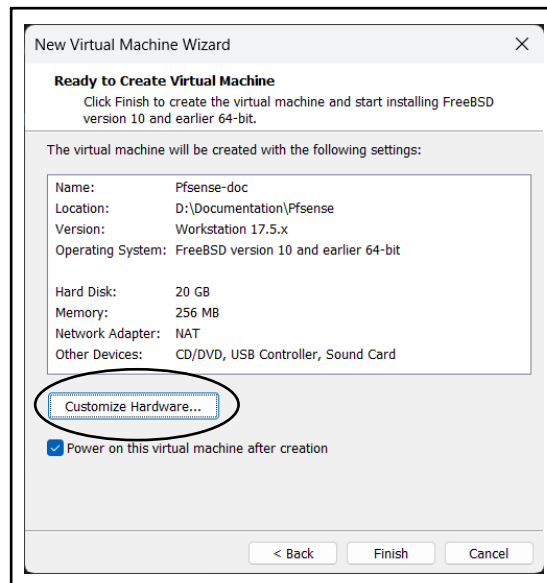 New Virtual Machine Wizard
Ready to Create Virtual Machine
Click Finish to create the virtual machine and start installing FreeBSD
version 10 and earlier 64-bit.
The virtual machine will be created with the following settings:
Name: Pfsense-doc
Location: D:\Documentation\Pfsense
Version: Workstation 17.5.x
Operating System: FreeBSD version 10 and earlier 64-bit
Hard Disk: 20 GB
Memory: 256 MB
Network Adapter: NAT
Other Devices: CD/DVD, USB Controller, Sound Card
Customize Hardware...
Power on this virtual machine after creation
< Back Finish Cancel